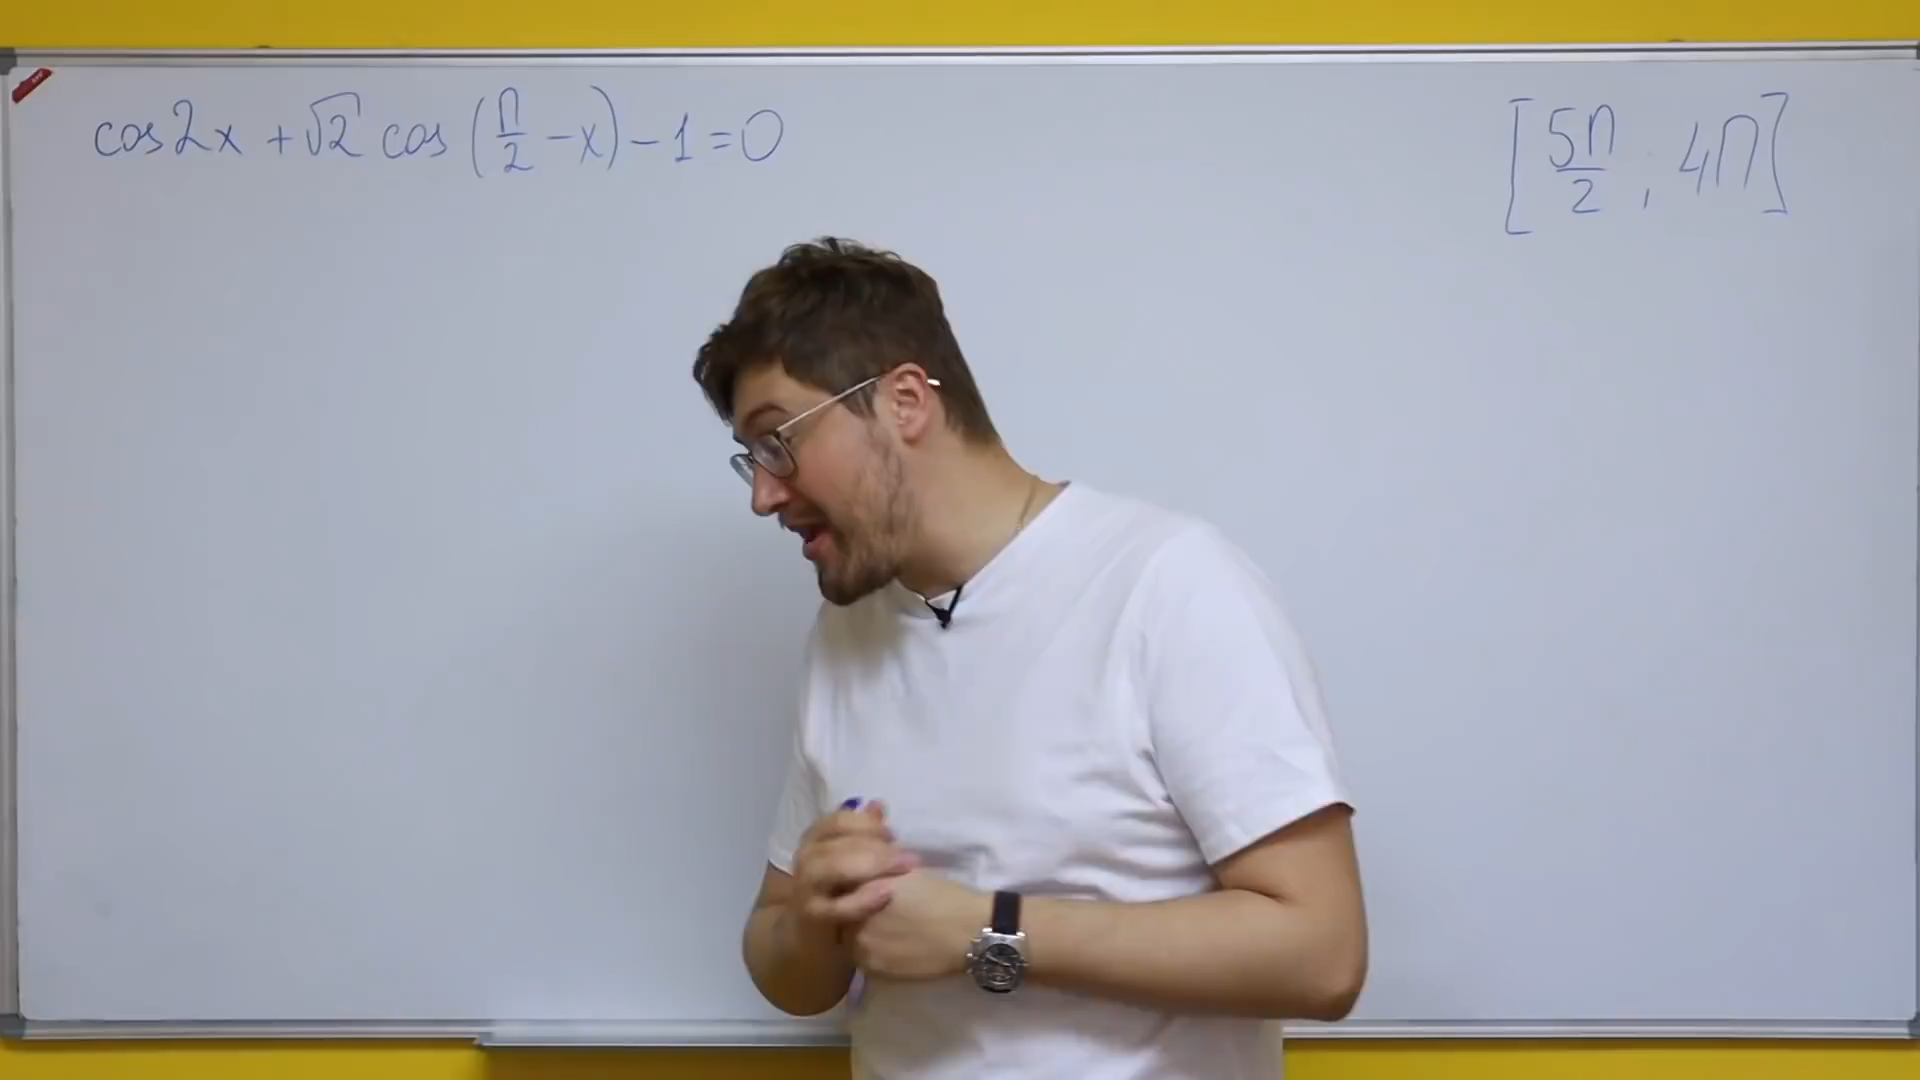 cos2x + √2 cos(π/2 − x) − 1 = 0
[5π/2 ; 4π]